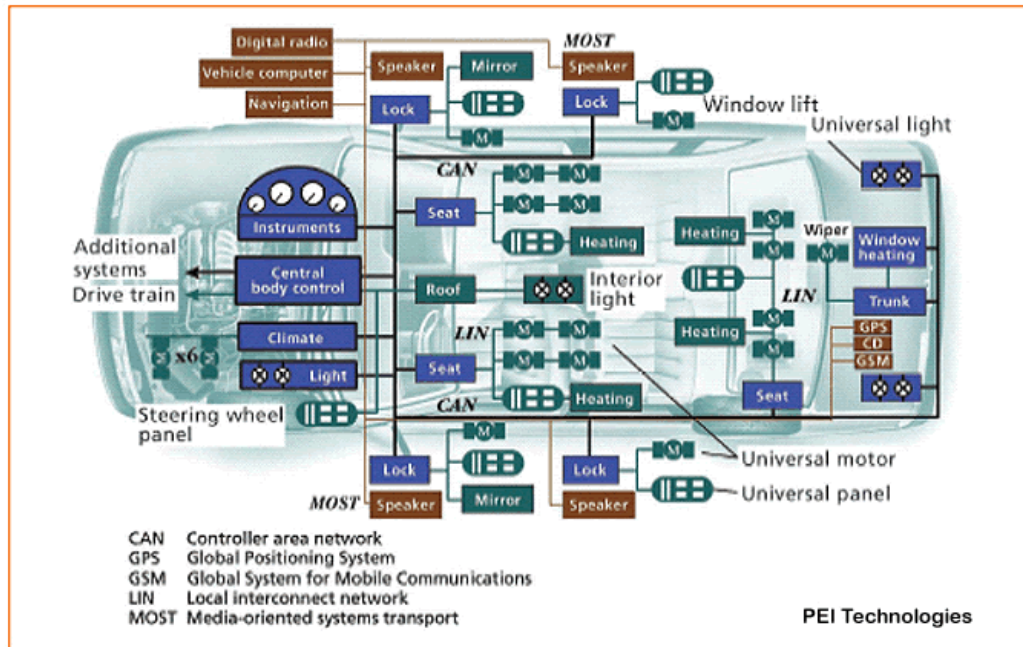 Digital radio
Vehicle computer
Navigation
MOST
Speaker
Mirror
Speaker
Lock
Lock
M
M
Window lift
Universal light
CAN
M
M
Seat
M
M
Heating
Instruments
Heating
M
M
Wiper
M
Window heating
Additional systems
Drive train
Central body control
Roof
Interior light
LIN
Trunk
GPS
CD
GSM
Climate
LIN
M
M
Heating
M
M
x6
Light
Seat
M
M
CAN
Heating
Seat
Steering wheel panel
M
Lock
Lock
M
Universal motor
Universal panel
MOST
Speaker
Mirror
Speaker
CAN Controller area network
GPS Global Positioning System
GSM Global System for Mobile Communications
LIN Local interconnect network
MOST Media-oriented systems transport
PEI Technologies